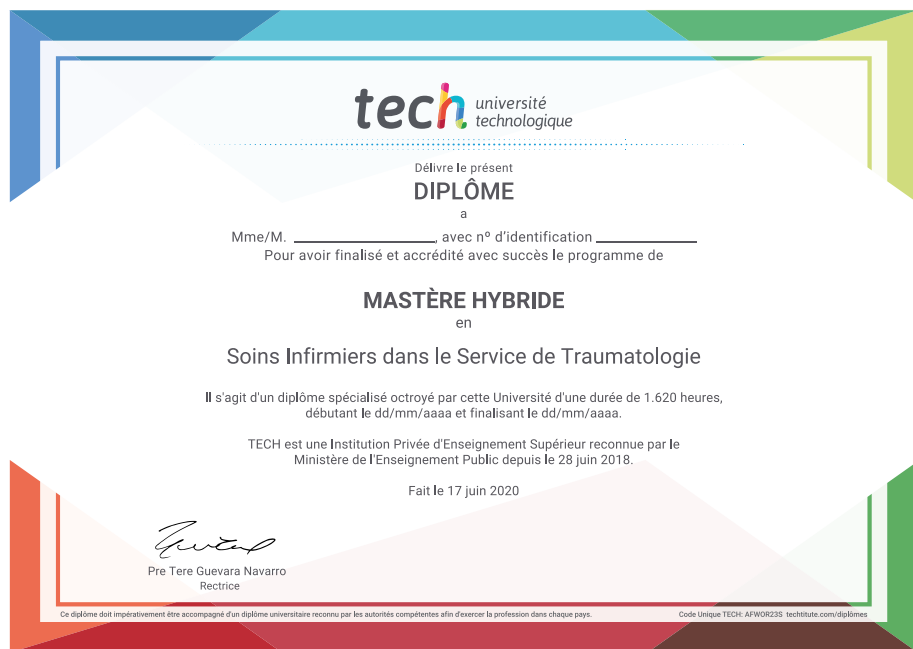 tech université
technologique
Délivre le présent
DIPLÔME
a
Mme/M. ____________, avec nº d'identification ____________
Pour avoir finalisé et accrédité avec succès le programme de
MASTÈRE HYBRIDE
en
Soins Infirmiers dans le Service de Traumatologie
Il s'agit d'un diplôme spécialisé octroyé par cette Université d'une durée de 1.620 heures,
débutant le dd/mm/aaaa et finalisant le dd/mm/aaaa.
TECH est une Institution Privée d'Enseignement Supérieur reconnue par le
Ministère de l'Enseignement Public depuis le 28 juin 2018.
Fait le 17 juin 2020
Pre Tere Guevara Navarro
Rectrice
Ce diplôme doit impérativement être accompagné d'un diplôme universitaire reconnu par les autorités compétentes afin d'exercer la profession dans chaque pays.
Code Unique TECH: AFWOR23S techtitute.com/diplômes